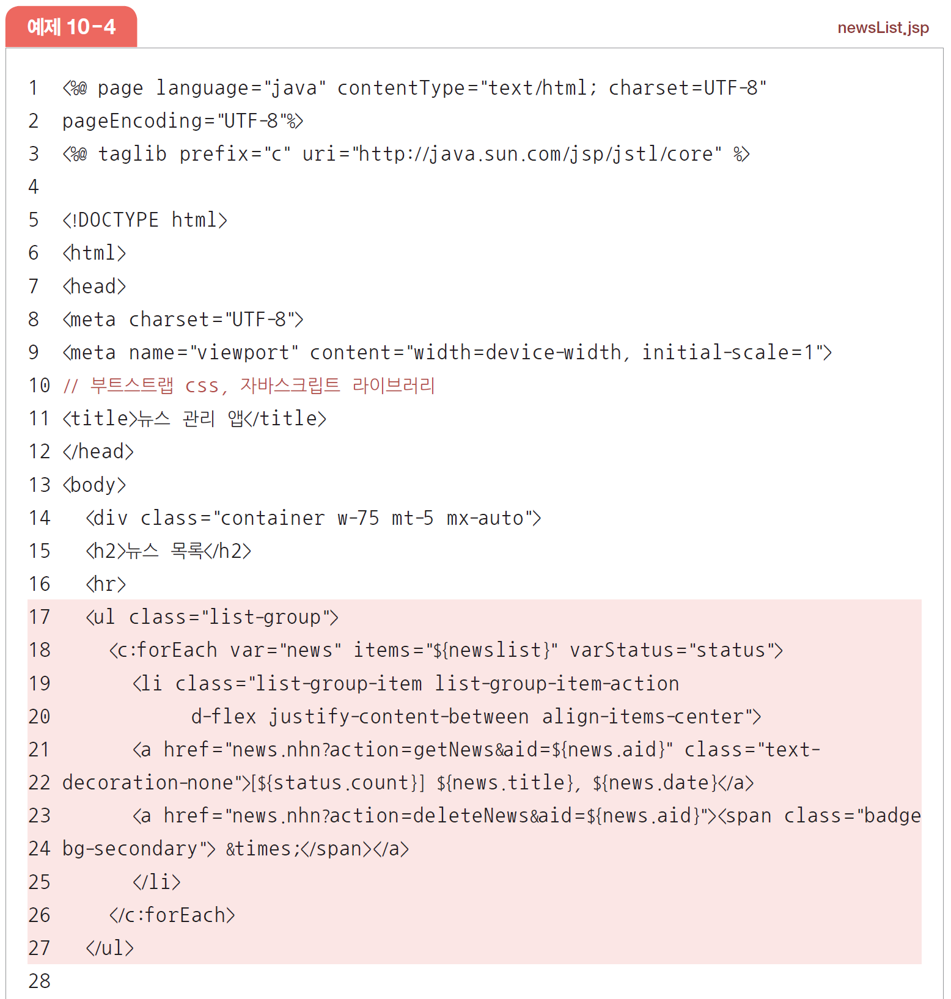 예제 10-4
newsList.jsp
1 <%@ page language="java" contentType="text/html; charset=UTF-8"
2 pageEncoding="UTF-8"%>
3 <%@ taglib prefix="c" uri="http://java.sun.com/jsp/jstl/core" %>
4
5 <!DOCTYPE html>
6 <html>
7 <head>
8 <meta charset="UTF-8">
9 <meta name="viewport" content="width=device-width, initial-scale=1">
10 // 부트스트랩 css, 자바스크립트 라이브러리
11 <title>뉴스 관리 앱</title>
12 </head>
13 <body>
14   <div class="container w-75 mt-5 mx-auto">
15   <h2>뉴스 목록</h2>
16   <hr>
17   <ul class="list-group">
18     <c:forEach var="news" items="${newslist}" varStatus="status">
19       <li class="list-group-item list-group-item-action
20            d-flex justify-content-between align-items-center">
21       <a href="news.nhn?action=getNews&aid=${news.aid}" class="text-
22 decoration-none">[${status.count}] ${news.title}, ${news.date}</a>
23       <a href="news.nhn?action=deleteNews&aid=${news.aid}"><span class="badge
24 bg-secondary"> &times;</span></a>
25       </li>
26     </c:forEach>
27   </ul>
28